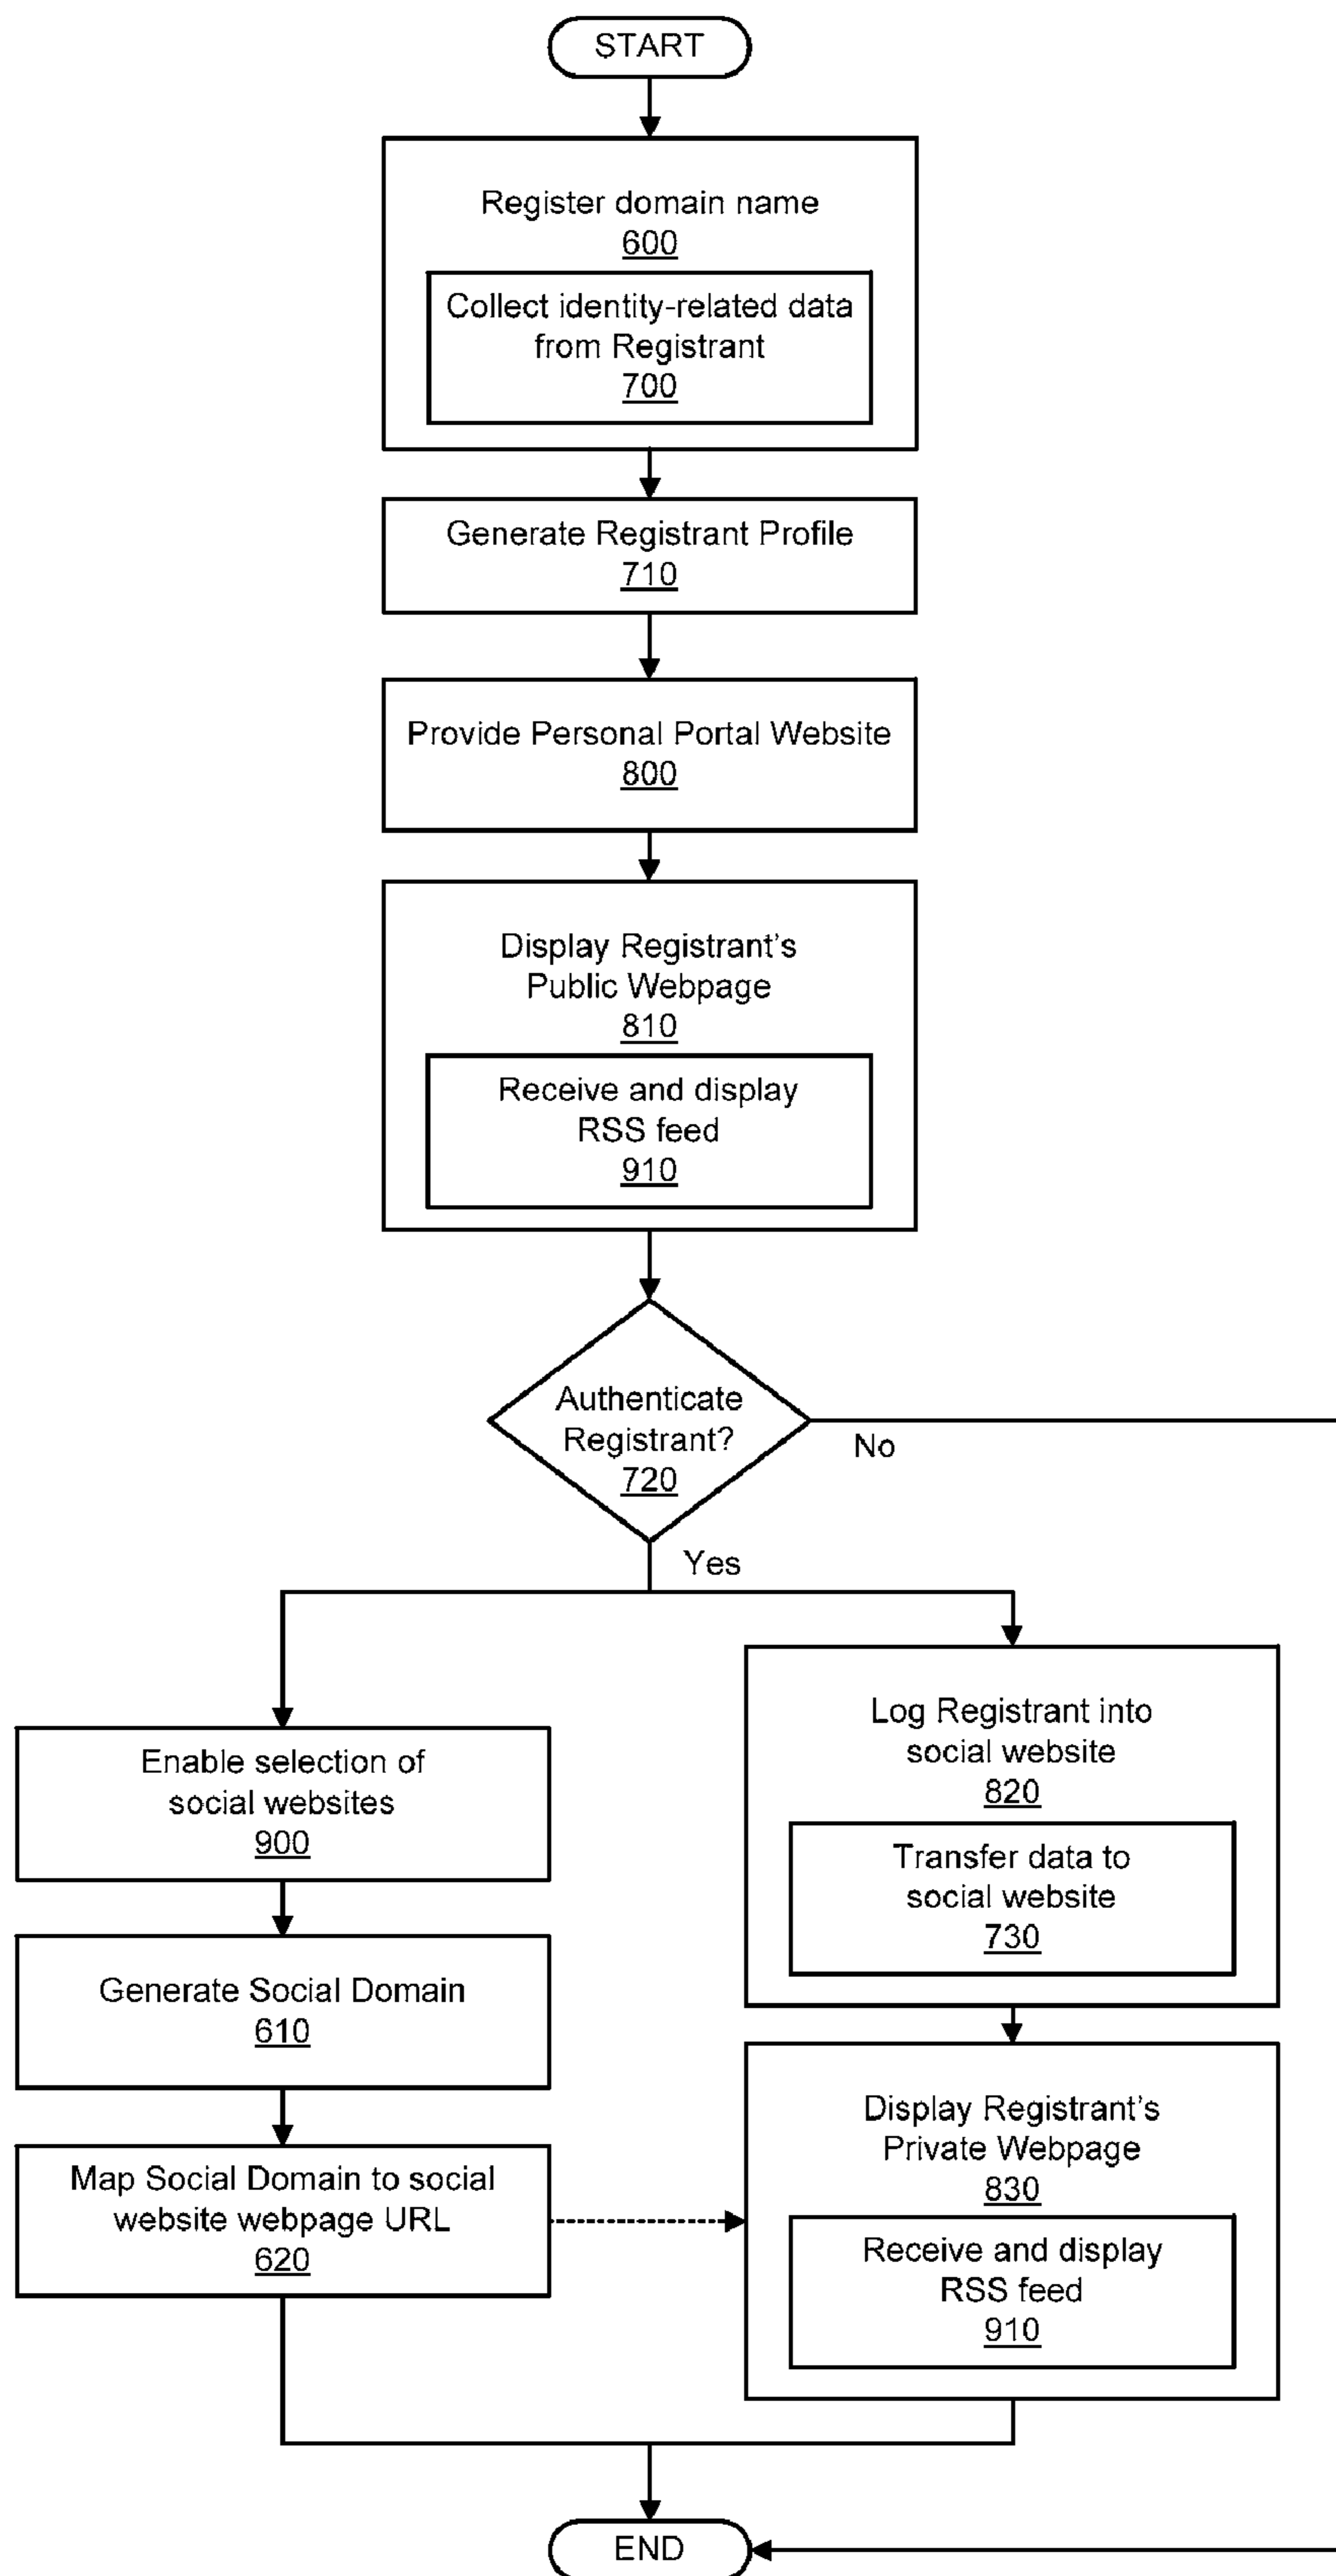 START
Register domain name
600
Collect identity-related data
from Registrant
700
Generate Registrant Profile
710
Provide Personal Portal Website
800
Display Registrant's
Public Webpage
810
Receive and display
RSS feed
910
Authenticate
Registrant?
720
No
Yes
Enable selection of
social websites
900
Generate Social Domain
610
Map Social Domain to social
website webpage URL
620
Log Registrant into
social website
820
Transfer data to
social website
730
Display Registrant's
Private Webpage
830
Receive and display
RSS feed
910
END